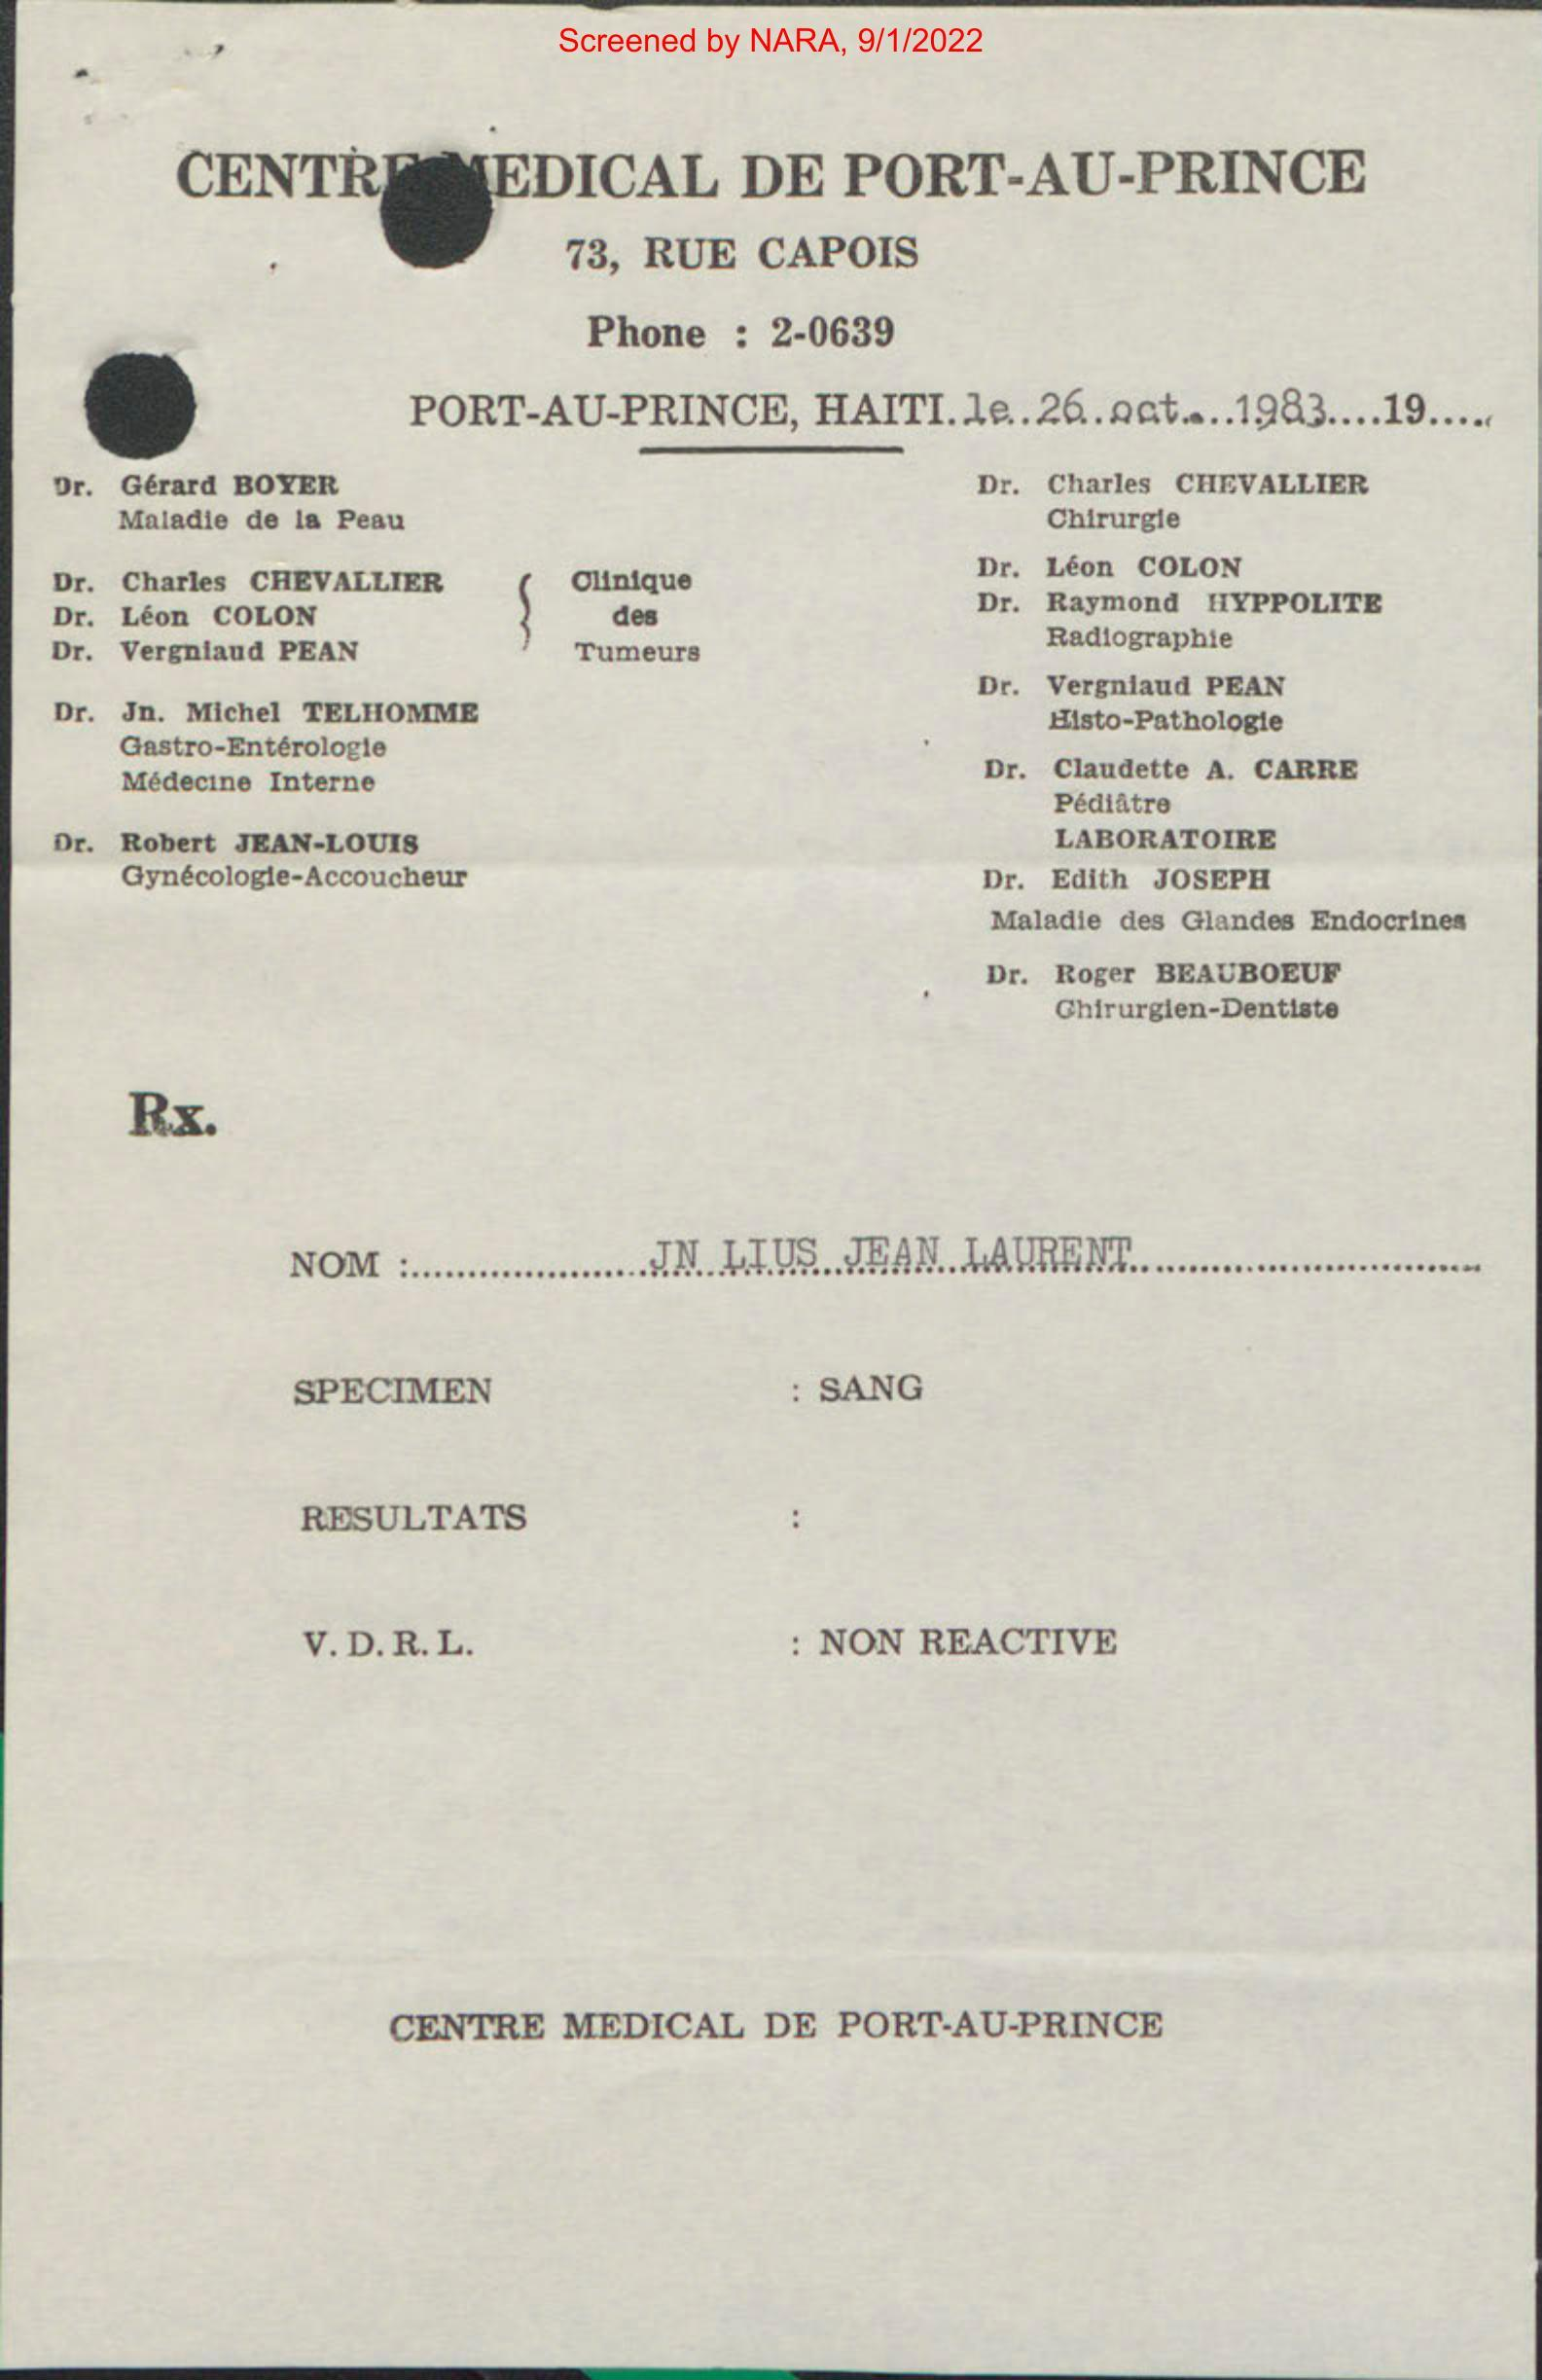 Screened by NARA, 9/1/2022
CENTRE MEDICAL DE PORT-AU-PRINCE
73, RUE CAPOIS
Phone : 2-0639
PORT-AU-PRINCE, HAITI. le..26..oct....1983....19.....
Dr. Gérard BOYER
Maladie de la Peau
Dr. Charles CHEVALLIER
Dr. Léon COLON
Dr. Vergniaud PEAN
Clinique
des
Tumeurs
Dr. Jn. Michel TELHOMME
Gastro-Entérologie
Médecine Interne
Dr. Robert JEAN-LOUIS
Gynécologie-Accoucheur
Dr. Charles CHEVALLIER
Chirurgie
Dr. Léon COLON
Dr. Raymond HYPPOLITE
Radiographie
Dr. Vergniaud PEAN
Histo-Pathologie
Dr. Claudette A. CARRE
Pédiâtre
LABORATOIRE
Dr. Edith JOSEPH
Maladie des Glandes Endocrines
Dr. Roger BEAUBOEUF
Chirurgien-Dentiste
Rx.
NOM : JN LIUS JEAN LAURENT
SPECIMEN : SANG
RESULTATS :
V. D. R. L. : NON REACTIVE
CENTRE MEDICAL DE PORT-AU-PRINCE